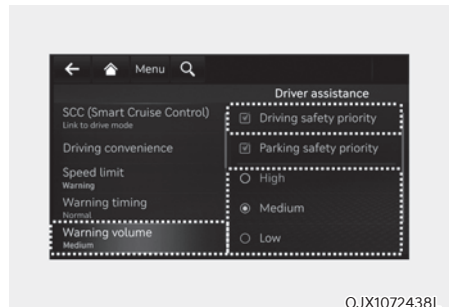 Menu
Driver assistance
SCC (Smart Cruise Control)
Link to drive mode
Driving convenience
Speed limit
Warning
Warning timing
Normal
Warning volume
Medium
Driving safety priority
Parking safety priority
High
Medium
Low
OJX1072438L